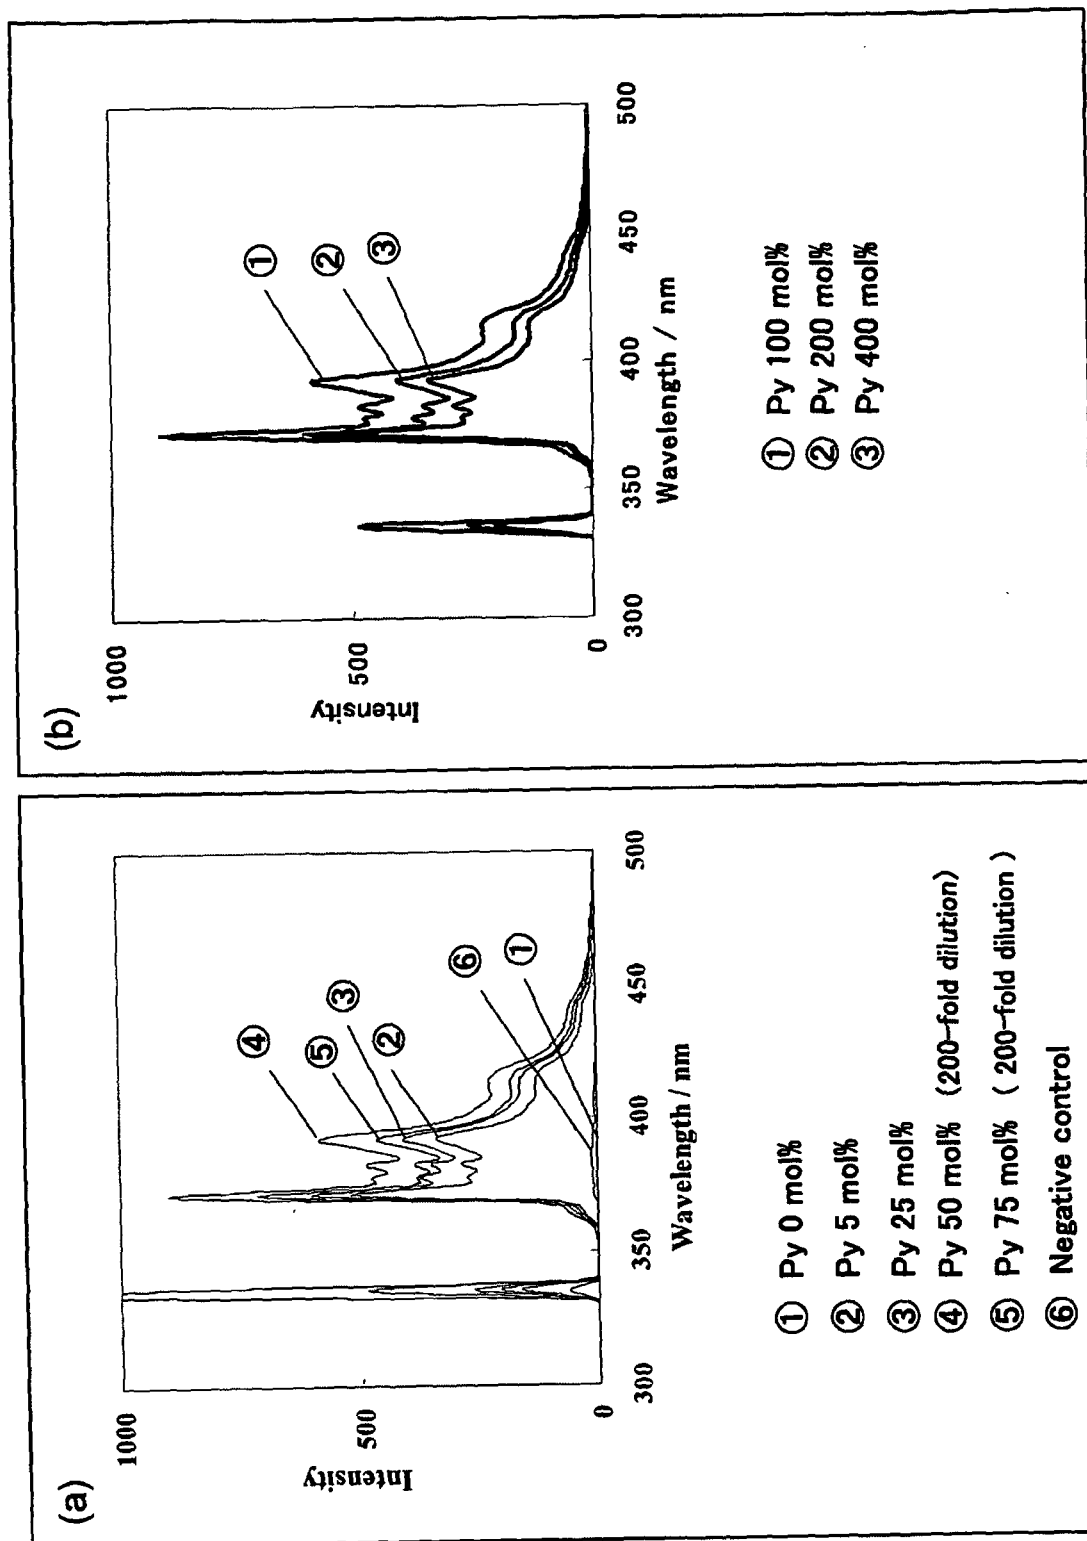 (a)
1000
500
0
Intensity
300
350
400
450
500
Wavelength / nm
④
⑤
③
②
⑥
①
① Py 0 mol%
② Py 5 mol%
③ Py 25 mol%
④ Py 50 mol% (200-fold dilution)
⑤ Py 75 mol% ( 200-fold dilution )
⑥ Negative control
(b)
1000
500
0
Intensity
300
350
400
450
500
Wavelength / nm
①
②
③
① Py 100 mol%
② Py 200 mol%
③ Py 400 mol%